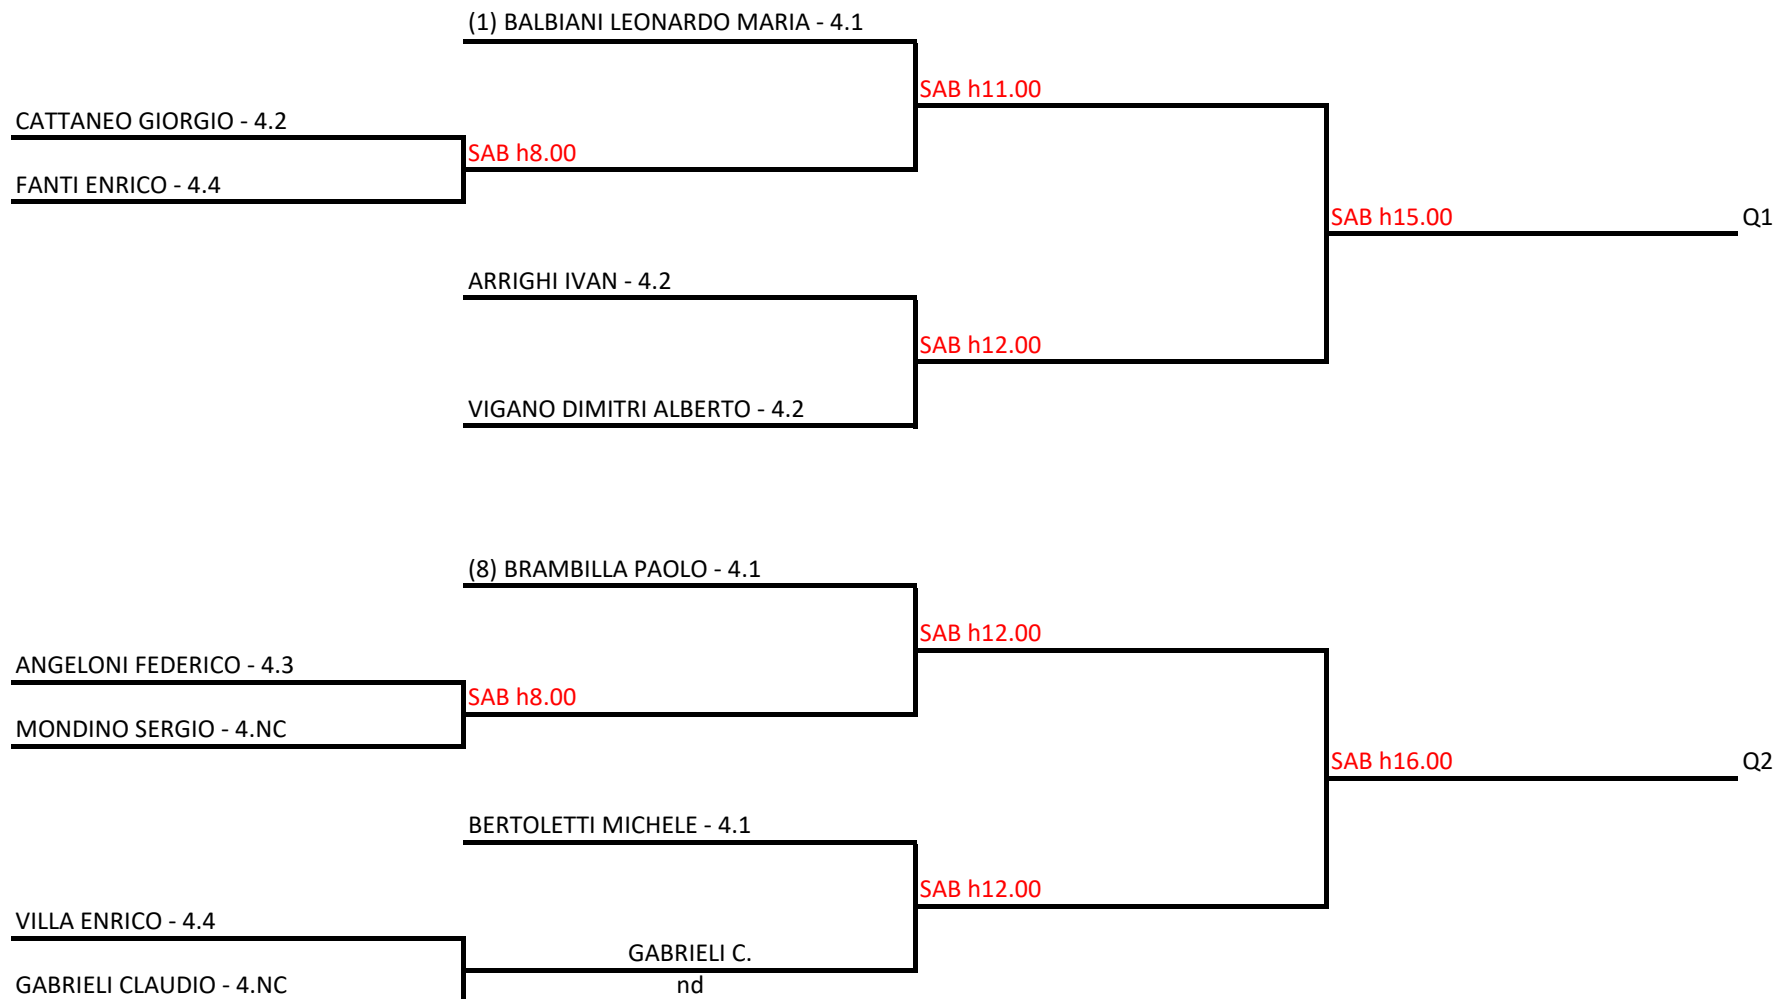 (1) BALBIANI LEONARDO MARIA - 4.1
SAB h11.00
CATTANEO GIORGIO - 4.2
SAB h8.00
FANTI ENRICO - 4.4
SAB h15.00
Q1
ARRIGHI IVAN - 4.2
SAB h12.00
VIGANO DIMITRI ALBERTO - 4.2
(8) BRAMBILLA PAOLO - 4.1
SAB h12.00
ANGELONI FEDERICO - 4.3
SAB h8.00
MONDINO SERGIO - 4.NC
SAB h16.00
Q2
BERTOLETTI MICHELE - 4.1
SAB h12.00
VILLA ENRICO - 4.4
GABRIELI C.
GABRIELI CLAUDIO - 4.NC
nd